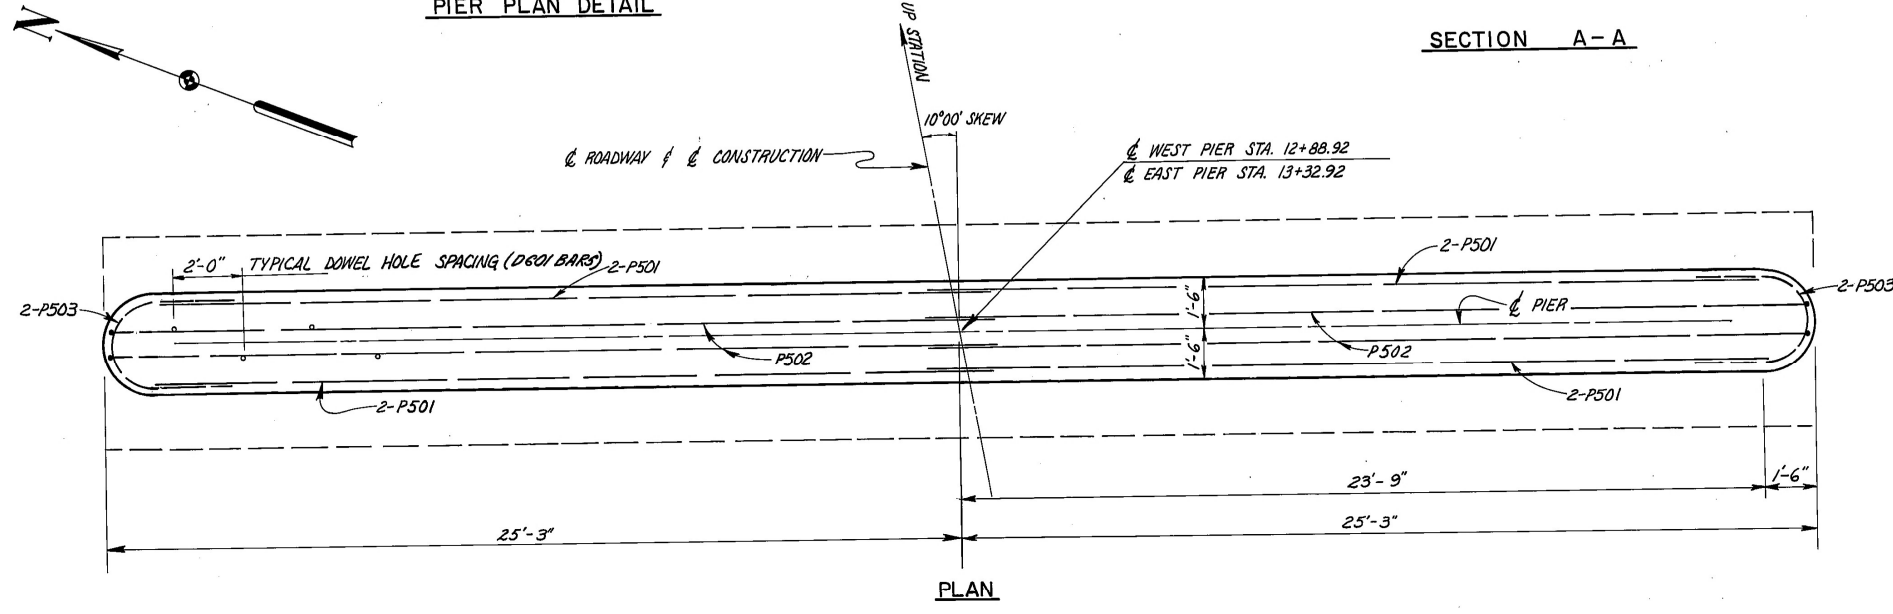 PIER PLAN DETAIL
N
UP STATION
SECTION A-A
10°00' SKEW
℄ ROADWAY & ℄ CONSTRUCTION
℄ WEST PIER STA. 12+88.92
℄ EAST PIER STA. 13+32.92
2'-0" TYPICAL DOWEL HOLE SPACING (D601 BARS)
2-P501
2-P501
2-P503
2-P503
1'-6"
℄ PIER
P502
P502
1'-6"
2-P501
2-P501
23'-9"
1'-6"
25'-3"
25'-3"
PLAN